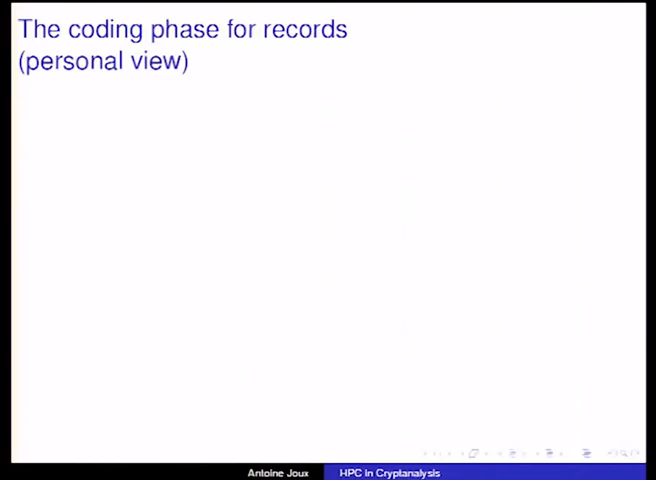 The coding phase for records
(personal view)
Antoine Joux
HPC in Cryptanalysis